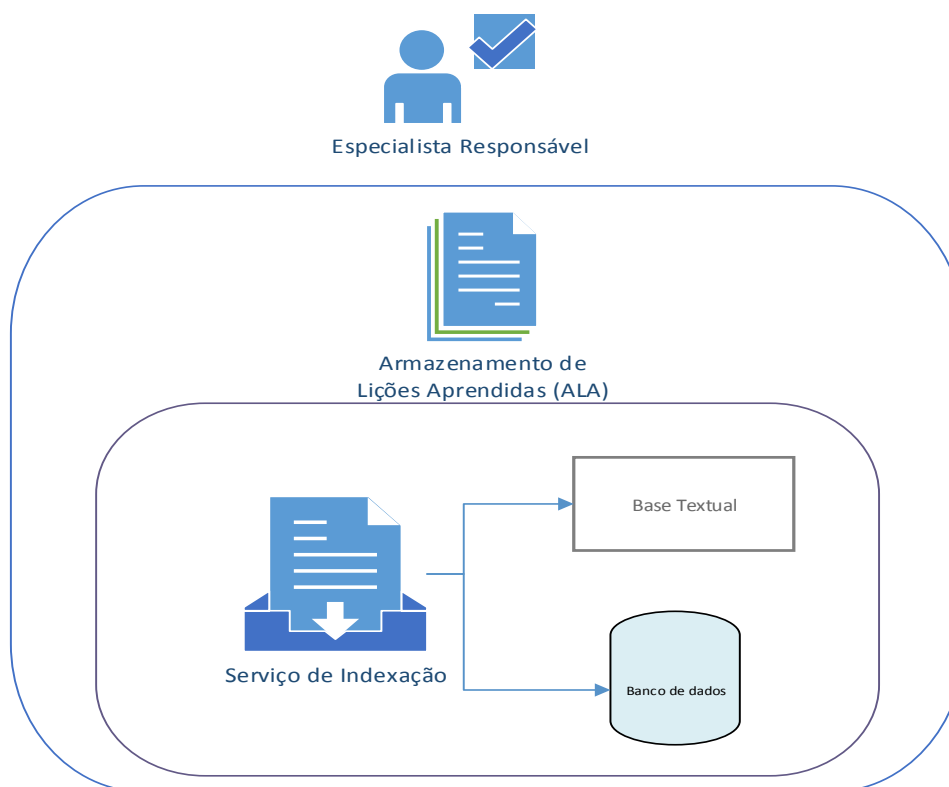 Especialista Responsável
Armazenamento de
Lições Aprendidas (ALA)
Base Textual
Serviço de Indexação
Banco de dados